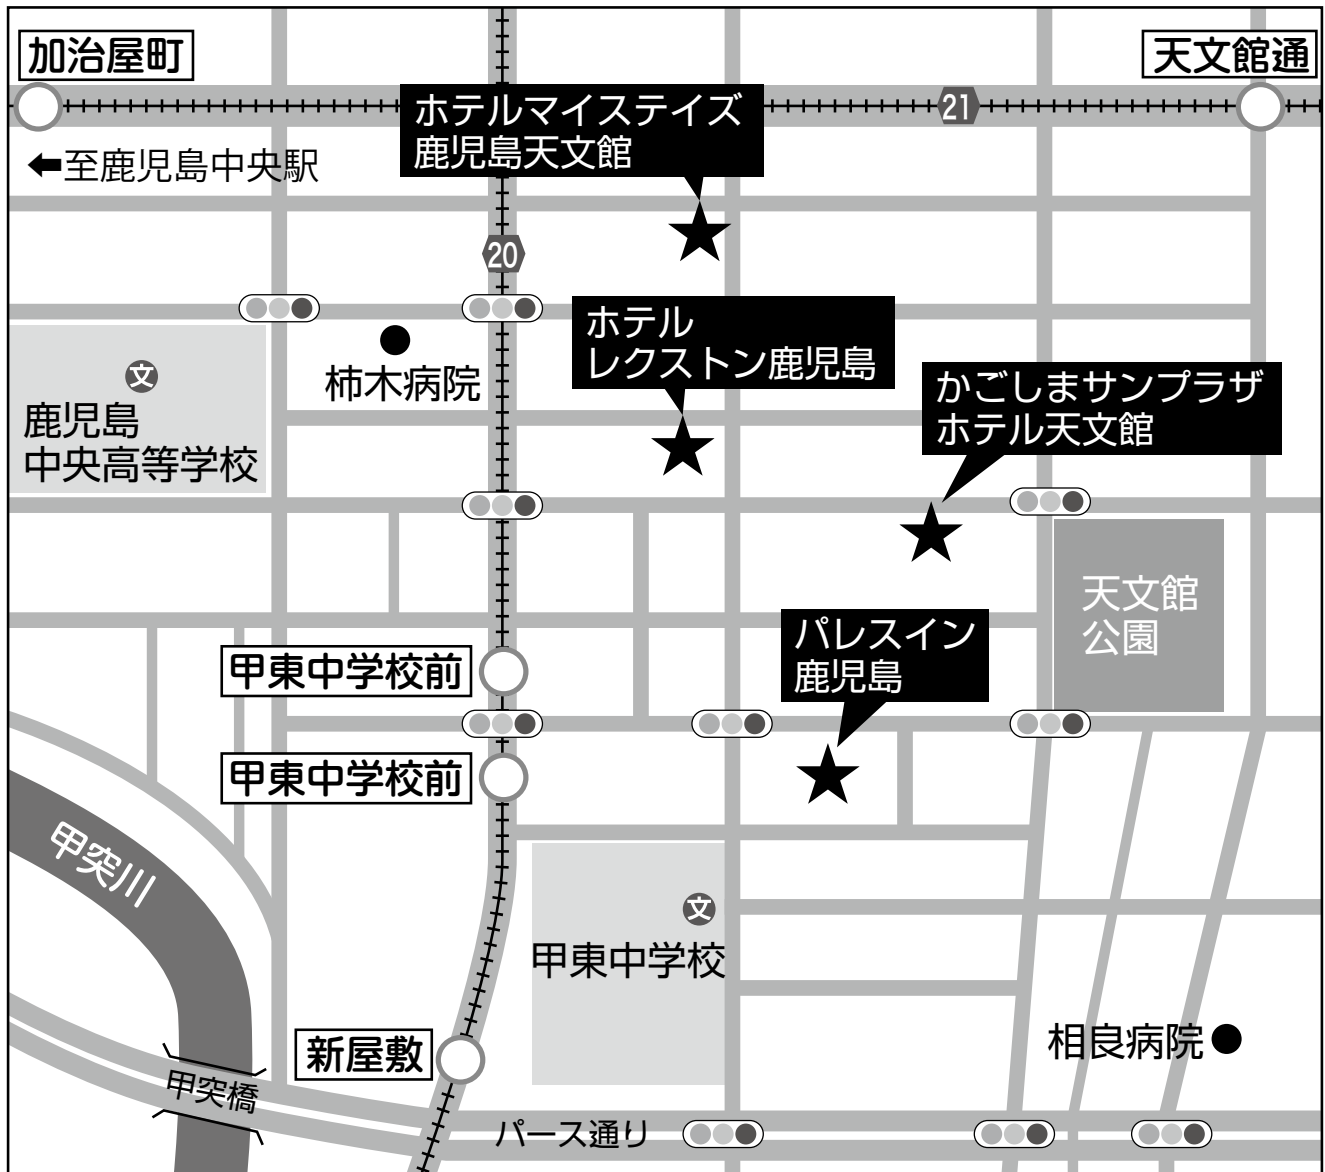 加治屋町
天文館通
21
ホテルマイステイズ
鹿児島天文館
至鹿児島中央駅
20
ホテル
レクストン鹿児島
柿木病院
文
鹿児島
中央高等学校
かごしまサンプラザ
ホテル天文館
天文館
公園
パレスイン
鹿児島
甲東中学校前
甲東中学校前
甲突川
文
甲東中学校
新屋敷
相良病院
甲突橋
パース通り